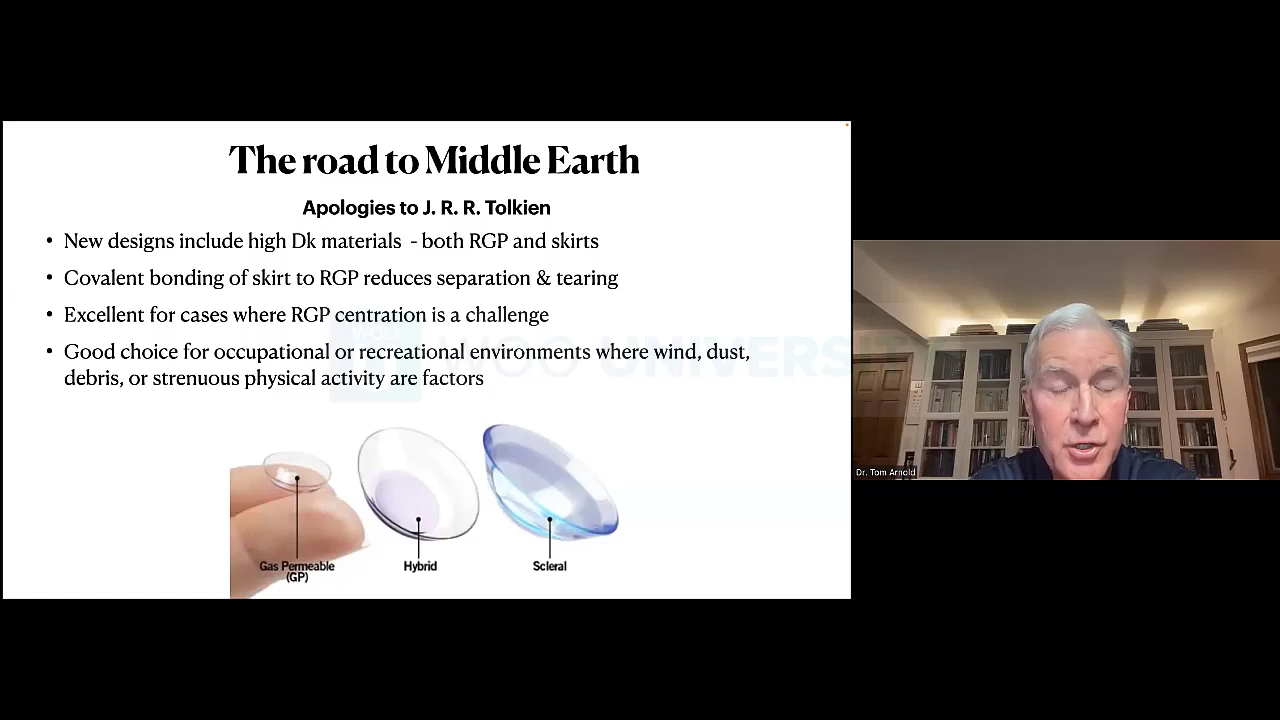 The road to Middle Earth
Apologies to J. R. R. Tolkien
• New designs include high Dk materials - both RGP and skirts
• Covalent bonding of skirt to RGP reduces separation & tearing
• Excellent for cases where RGP centration is a challenge
• Good choice for occupational or recreational environments where wind, dust,
debris, or strenuous physical activity are factors
WOO UNIVERSIT
Gas Permeable
(GP)
Hybrid
Scleral
Dr. Tom Arnold